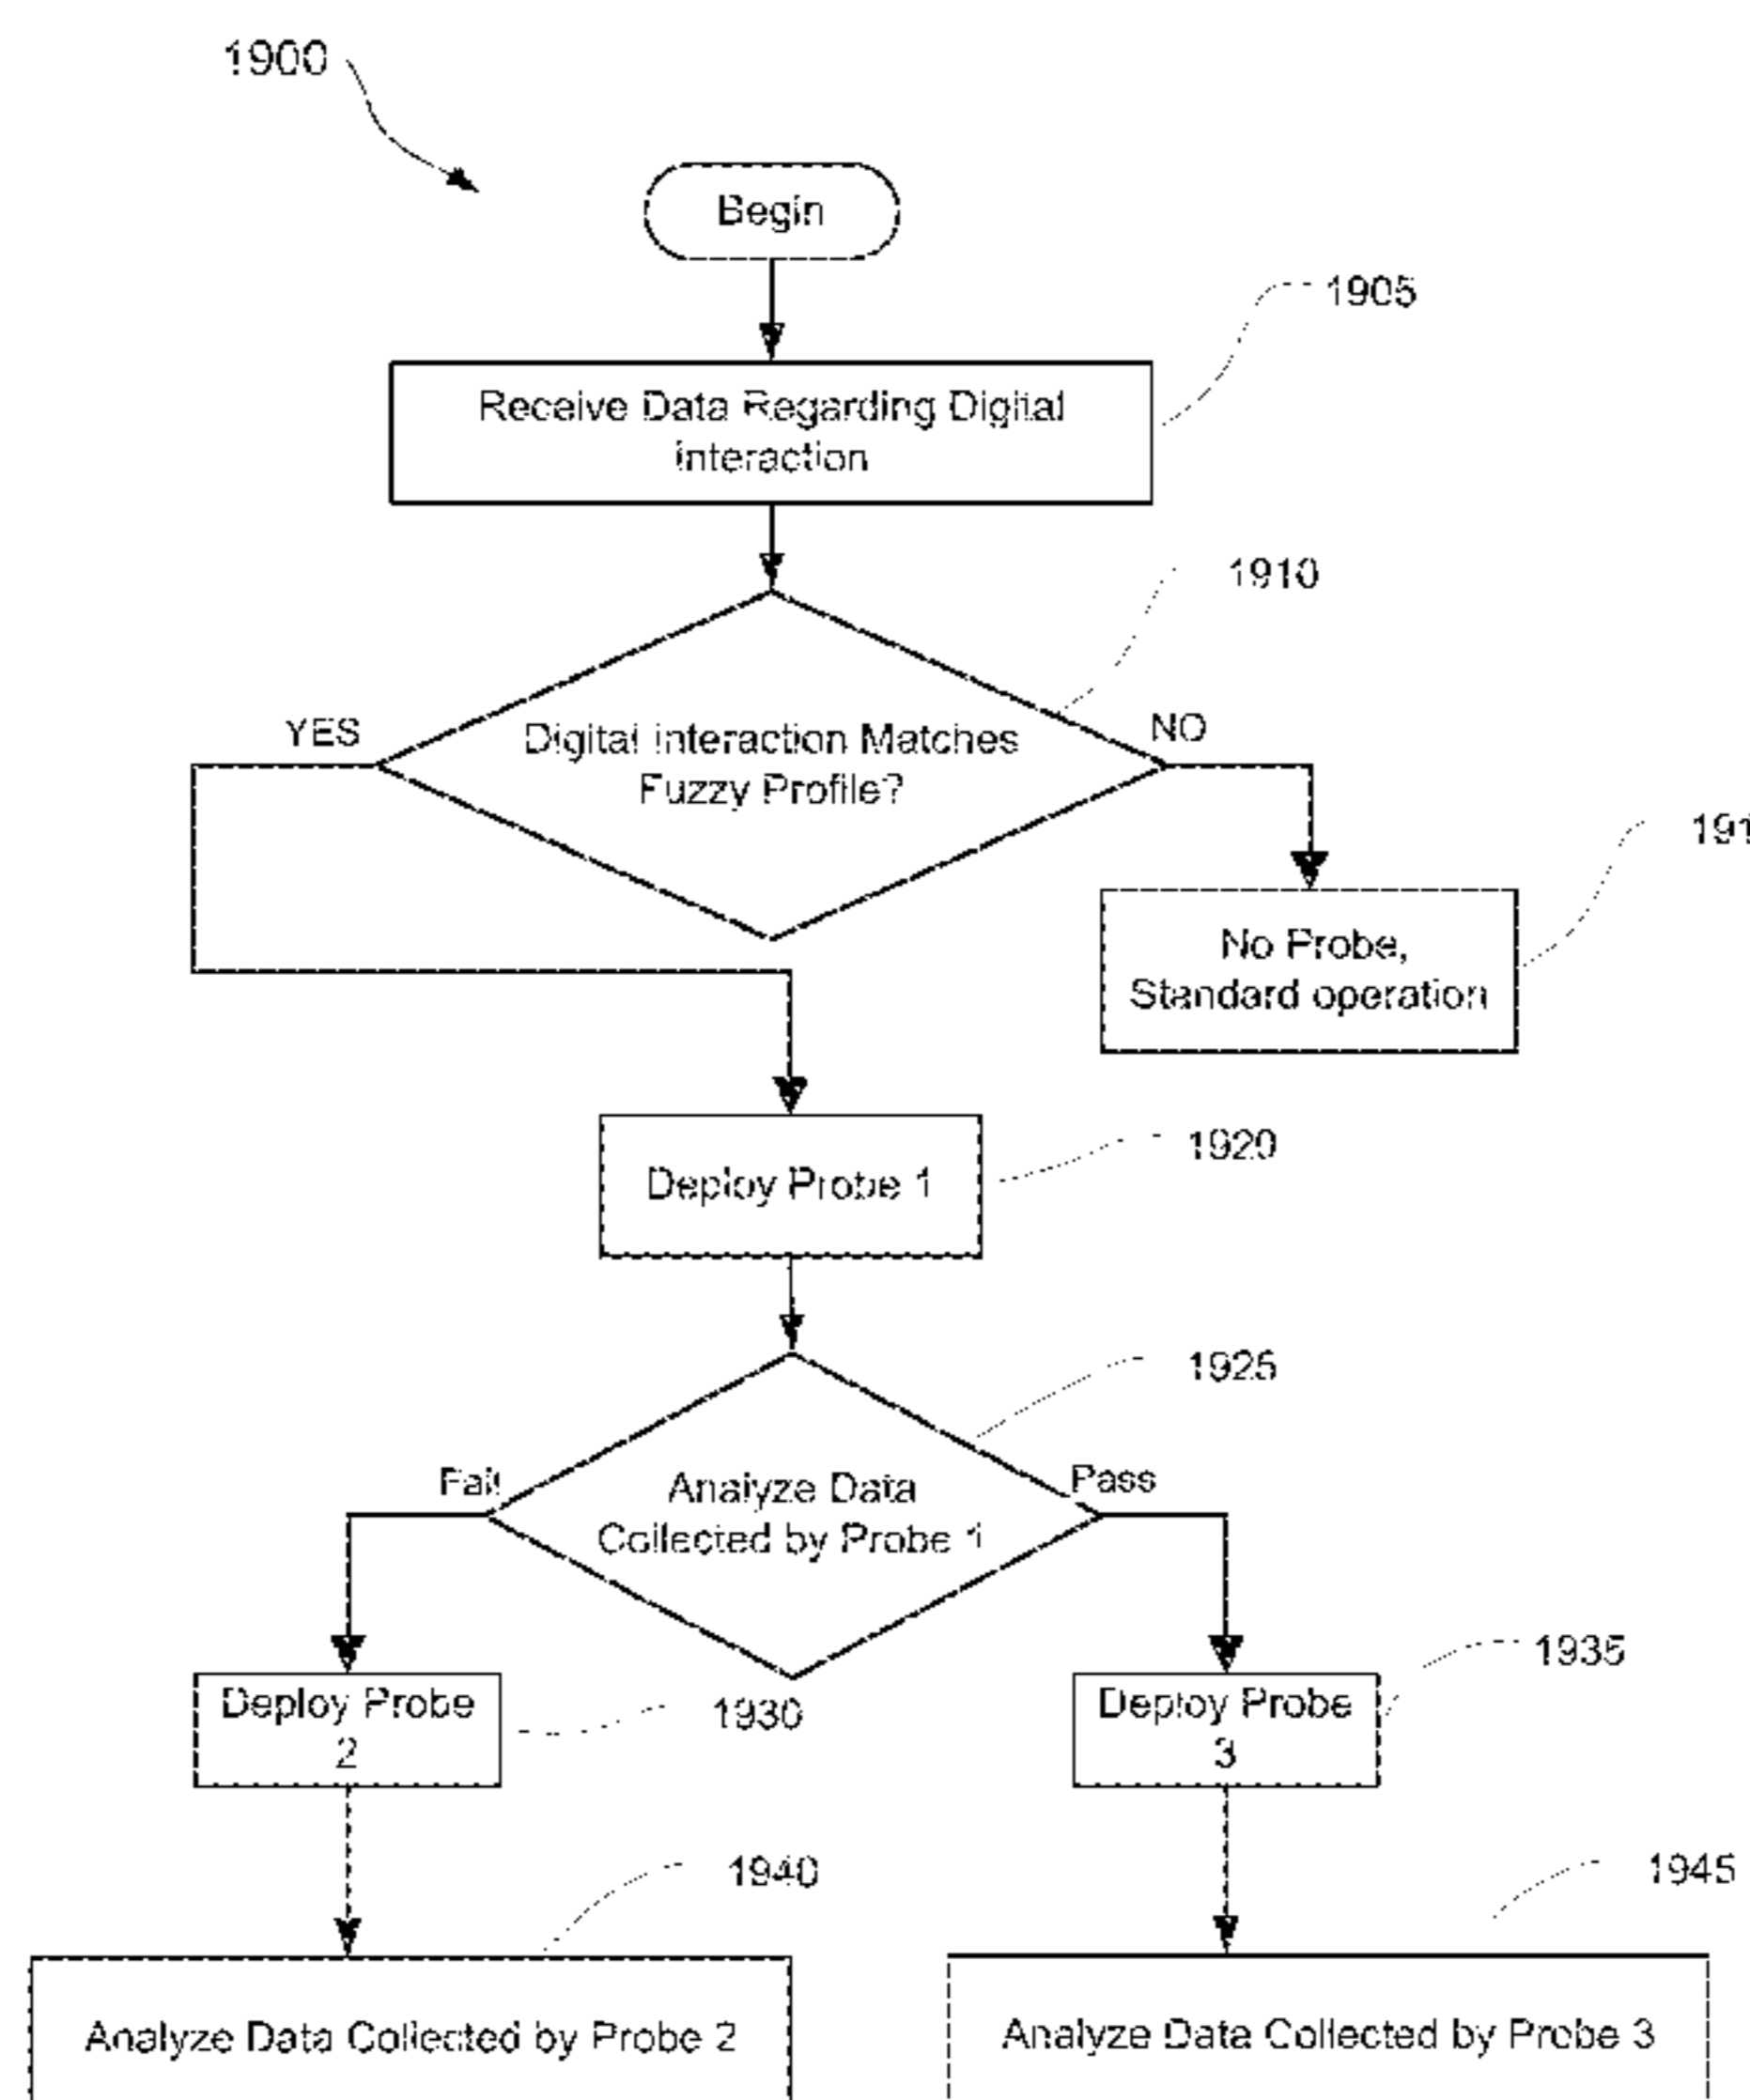 1900
Begin
1905
Receive Data Regarding Digital
interaction
1910
YES
NO
Digital interaction Matches
Fuzzy Profile?
191
No Probe,
Standard operation
1920
Deploy Probe 1
1925
Fail
Pass
Analyze Data
Collected by Probe 1
1930
1935
Deploy Probe
2
Deploy Probe
3
1940
1945
Analyze Data Collected by Probe 2
Analyze Data Collected by Probe 3